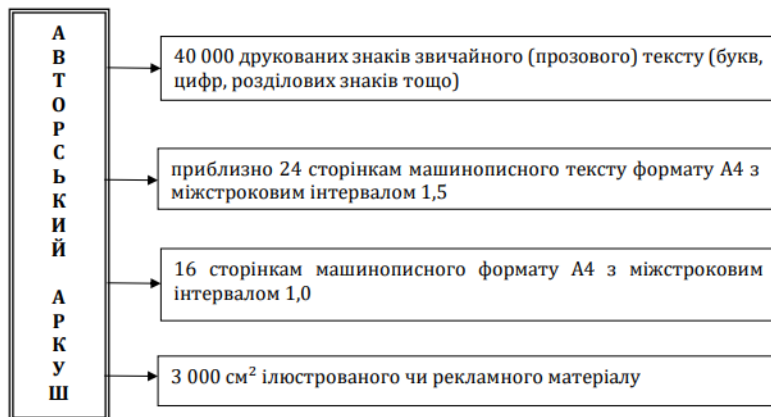 АВТОРСЬКИЙ АРКУШ
40 000 друкованих знаків звичайного (прозового) тексту (букв,
цифр, розділових знаків тощо)
приблизно 24 сторінкам машинописного тексту формату А4 з
міжстроковим інтервалом 1,5
16 сторінкам машинописного формату А4 з міжстроковим
інтервалом 1,0
3 000 см² ілюстрованого чи рекламного матеріалу